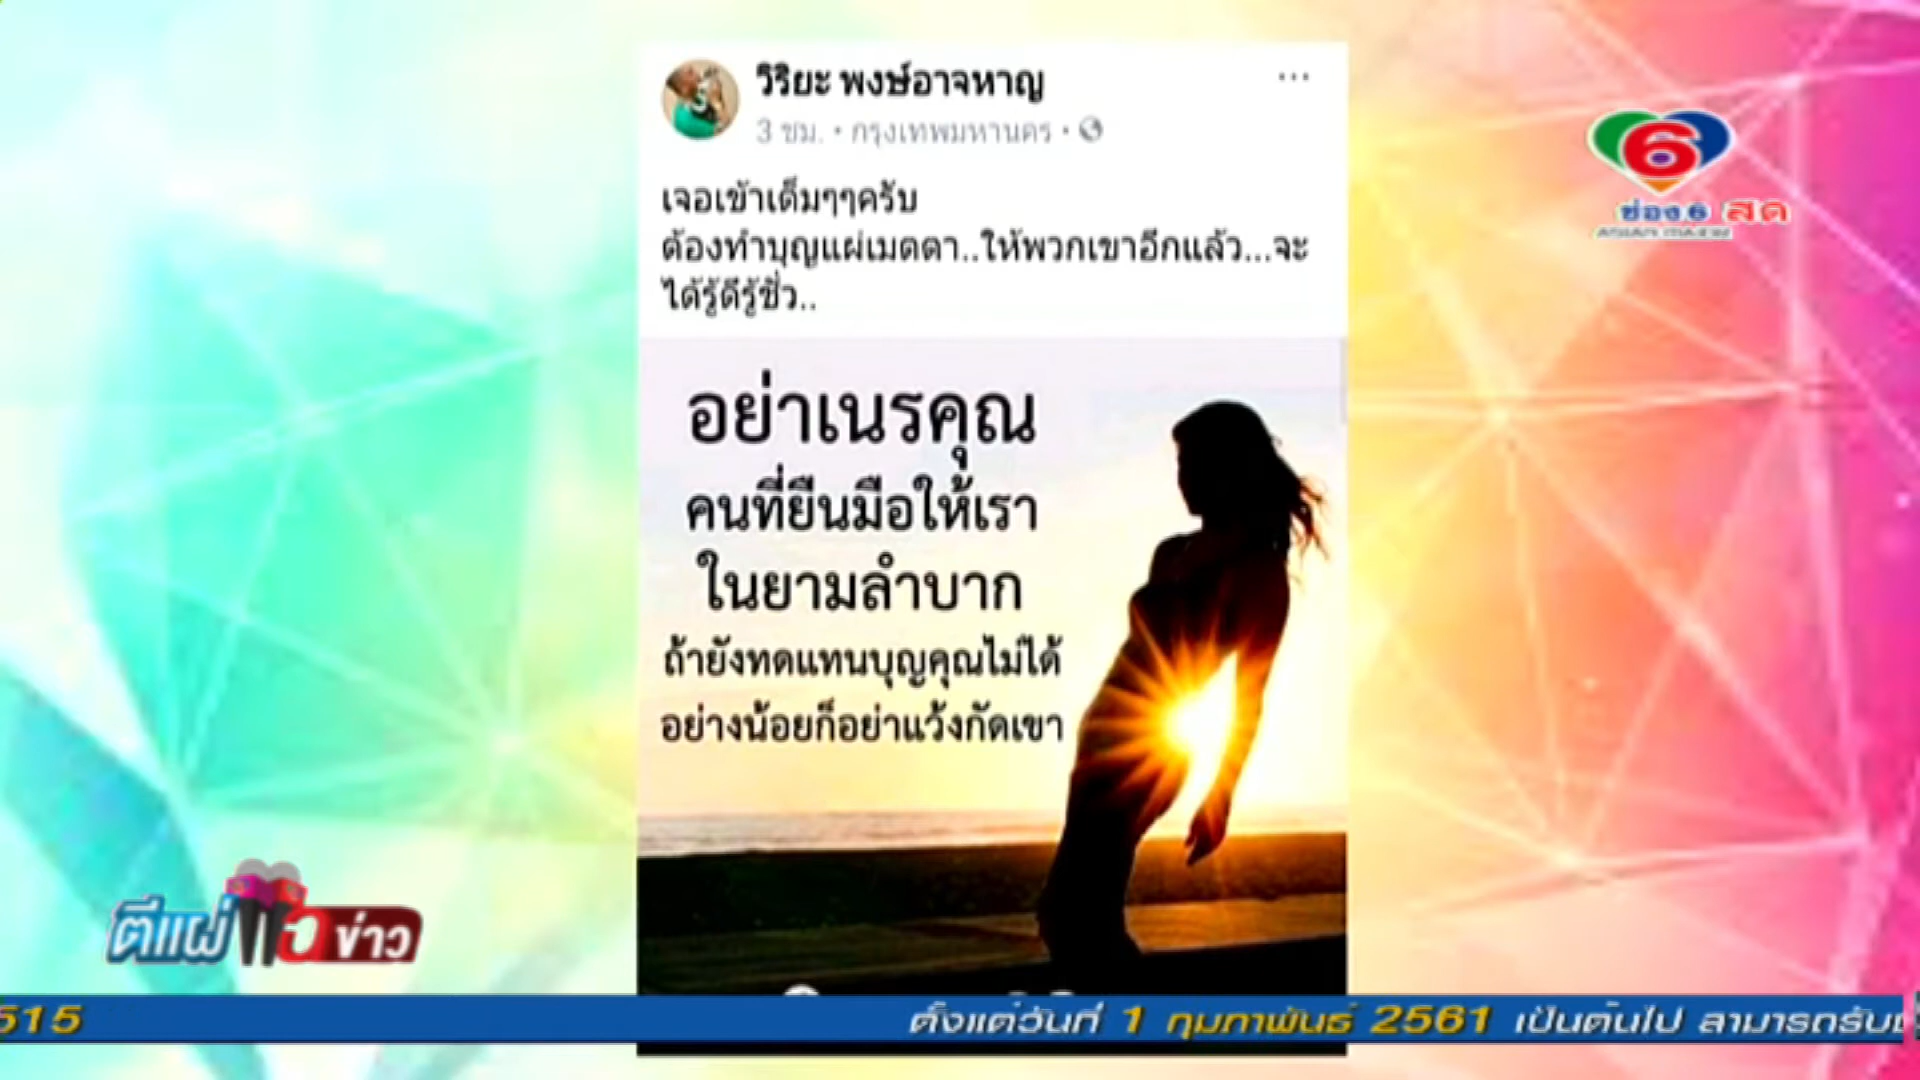 วิริยะ พงษ์อาจหาญ
3 ชม. • กรุงเทพมหานคร •
เจอเข้าเต็มๆๆครับ
ต้องทำบุญแผ่เมตตา..ให้พวกเขาอีกแล้ว...จะ
ได้รู้ดีรู้ชั่ว..
อย่าเนรคุณ
คนที่ยืนมือให้เรา
ในยามลำบาก
ถ้ายังทดแทนบุญคุณไม่ได้
อย่างน้อยก็อย่าแว้งกัดเขา
6
ช่อง 6 สด
ตีแผ่ ข่าว
515 ตั้งแต่วันที่ 1 กุมภาพันธ์ 2561 เป็นต้นไป สามารถรับ